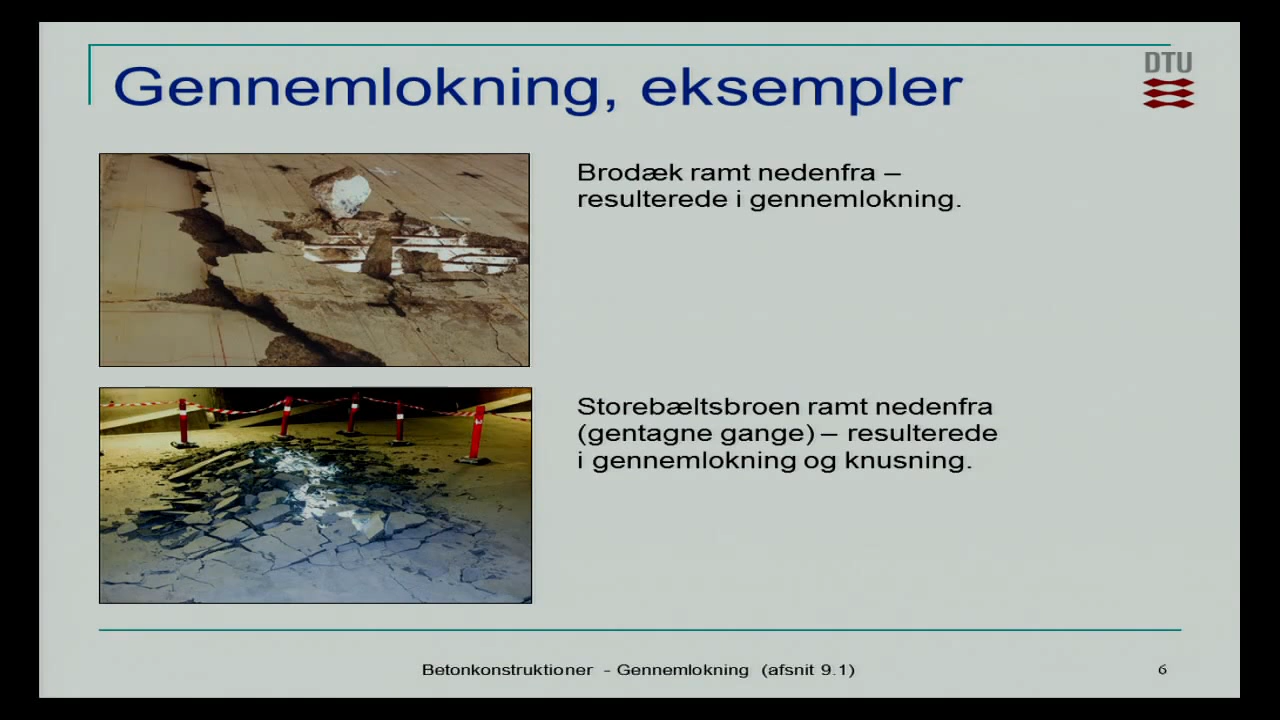 Gennemlokning, eksempler
DTU
Brodæk ramt nedenfra –
resulterede i gennemlokning.
Storebæltsbroen ramt nedenfra
(gentagne gange) – resulterede
i gennemlokning og knusning.
Betonkonstruktioner - Gennemlokning (afsnit 9.1)
6